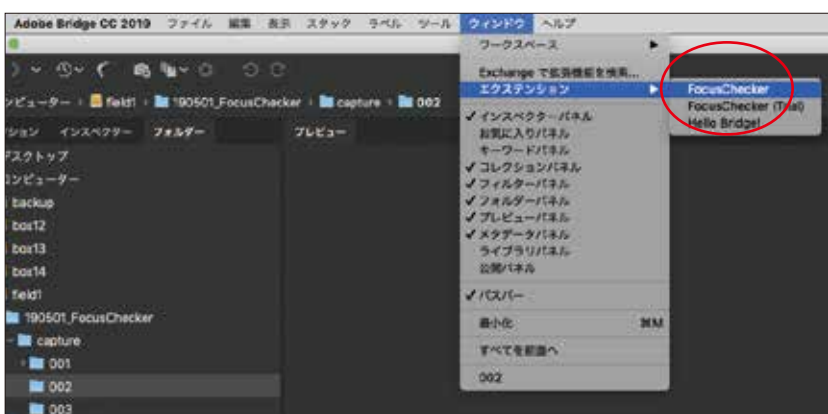 Adobe Bridge CC 2019 ファイル 編集 表示 スタック ラベル ツール ウィンドウ ヘルプ
ワークスペース
Exchange で拡張機能を検索...
エクステンション
FocusChecker
FocusChecker (Trial)
Hello Bridge!
ピューター field1 190501_FocusChecker capture 002
ション インスペクター フォルダー プレビュー
インスペクターパネル
お気に入りパネル
キーワードパネル
コレクションパネル
フィルターパネル
フォルダーパネル
プレビューパネル
メタデータパネル
ライブラリパネル
公開パネル
パスバー
最小化 ⌘M
すべてを前面へ
002
デスクトップ
コンピューター
backup
box12
box13
box14
field1
190501_FocusChecker
capture
001
002
003